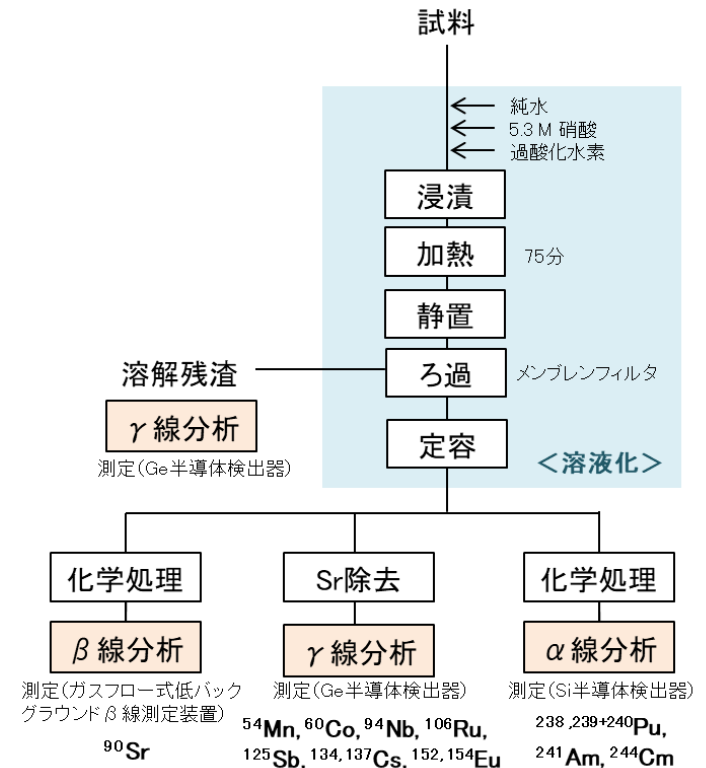 試料
純水
5.3 M 硝酸
過酸化水素
浸漬
加熱
75分
静置
溶解残渣
ろ過
メンブレンフィルタ
γ線分析
測定(Ge半導体検出器)
定容
＜溶液化＞
化学処理
Sr除去
化学処理
β線分析
γ線分析
α線分析
測定(ガスフロー式低バック
グラウンドβ線測定装置)
測定(Ge半導体検出器)
測定(Si半導体検出器)
⁹⁰Sr
⁵⁴Mn, ⁶⁰Co, ⁹⁴Nb, ¹⁰⁶Ru,
¹²⁵Sb, ¹³⁴,¹³⁷Cs, ¹⁵²,¹⁵⁴Eu
²³⁸,²³⁹⁺²⁴⁰Pu,
²⁴¹Am, ²⁴⁴Cm